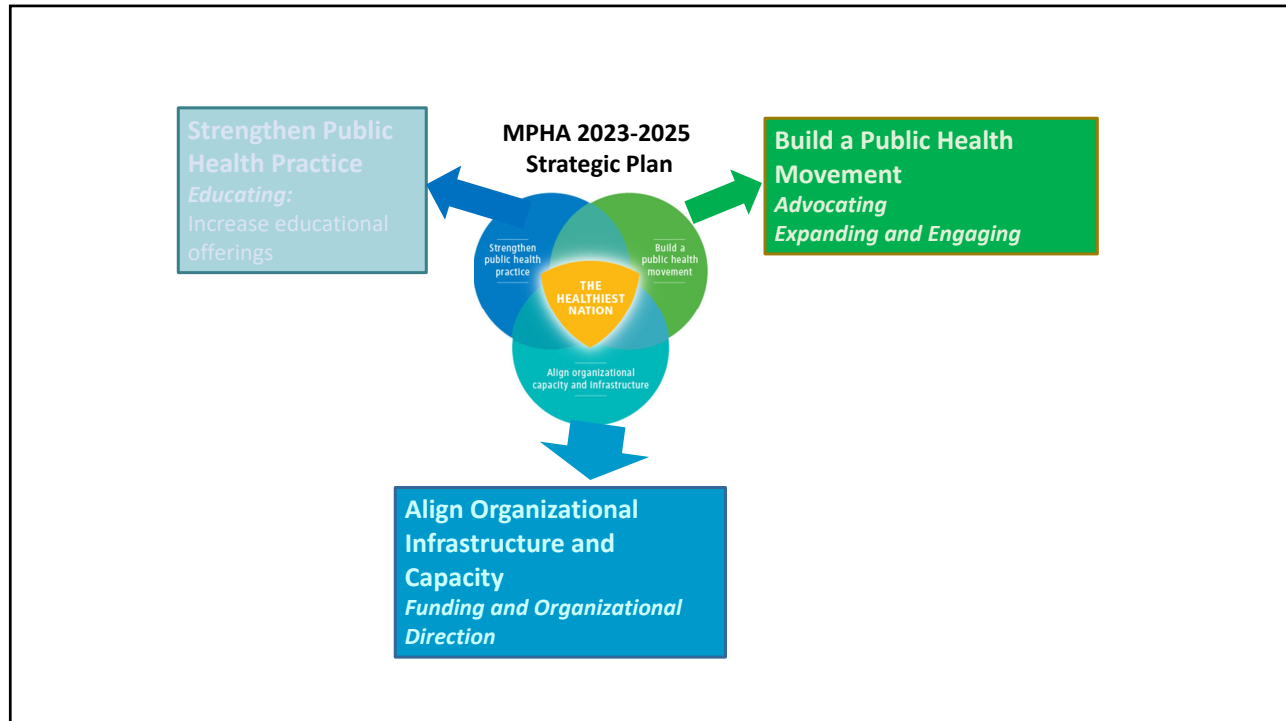 MPHA 2023-2025
Strategic Plan
Strengthen Public
Health Practice
Educating:
Increase educational
offerings
Build a Public Health
Movement
Advocating
Expanding and Engaging
Strengthen
public health
practice
Build a
public health
movement
THE
HEALTHIEST
NATION
Align organizational
capacity and infrastructure
Align Organizational
Infrastructure and
Capacity
Funding and Organizational
Direction